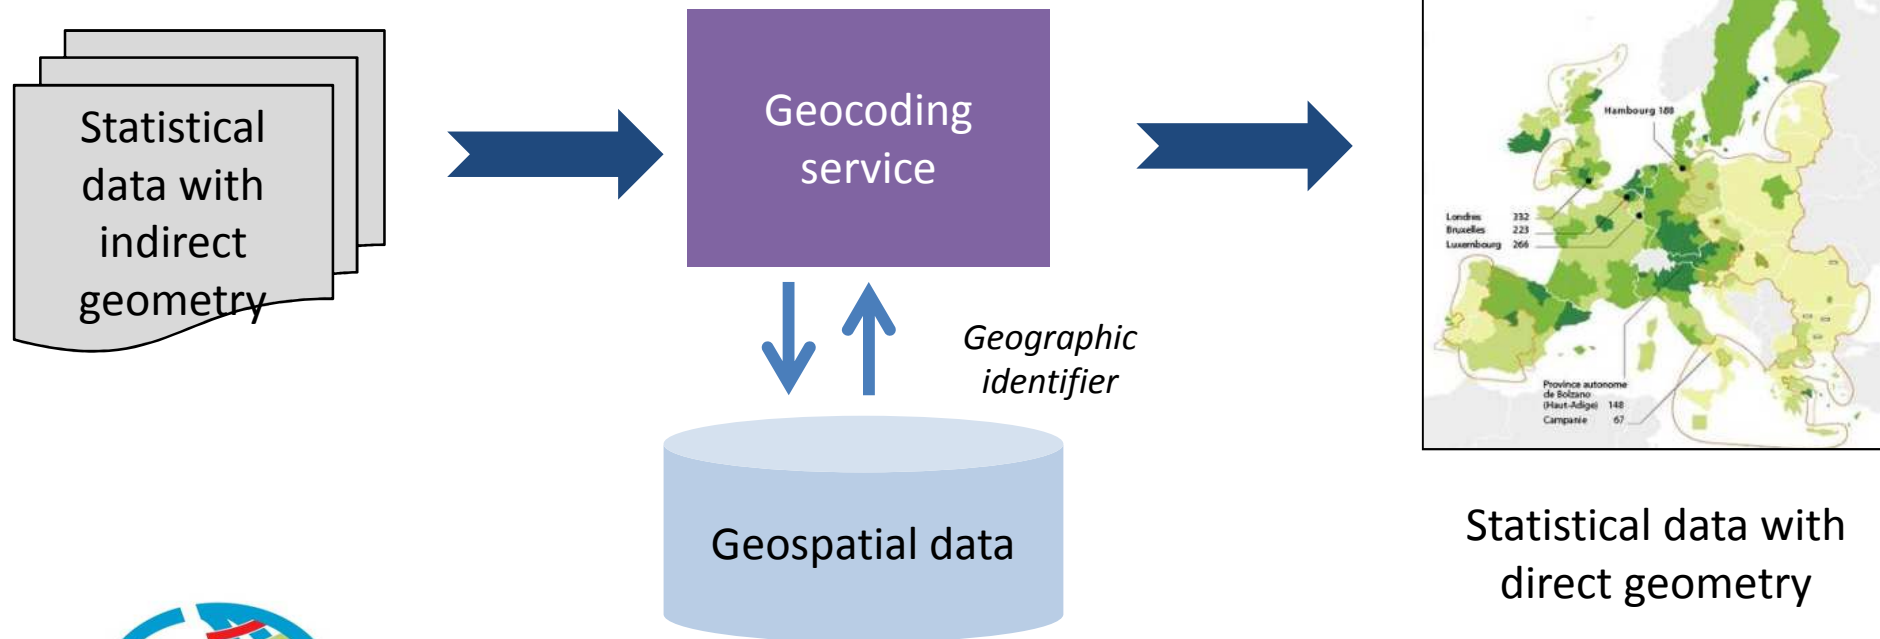 Statistical
data with
indirect
geometry
Geocoding
service
Geographic
identifier
Geospatial data
Hambourg 188
Londres 332
Bruxelles 223
Luxembourg 266
Province autonome
de Bolzano
(Haut-Adige) 148
Campanie 67
Statistical data with
direct geometry